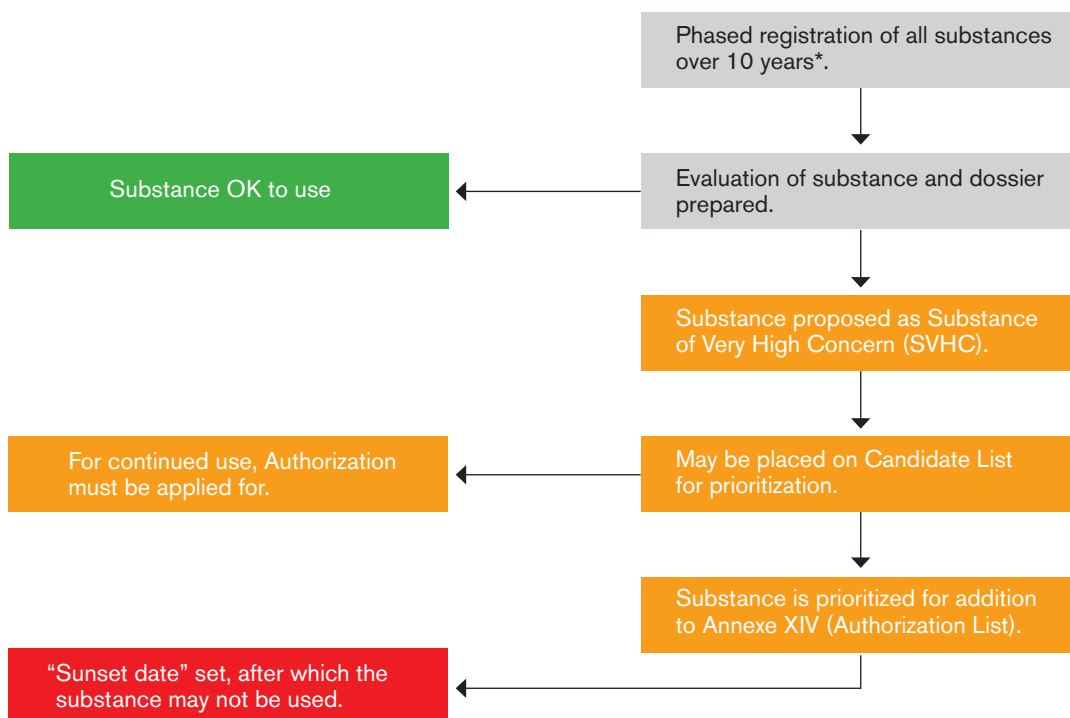 Phased registration of all substances
over 10 years*.
Substance OK to use
Evaluation of substance and dossier
prepared.
Substance proposed as Substance
of Very High Concern (SVHC).
For continued use, Authorization
must be applied for.
May be placed on Candidate List
for prioritization.
Substance is prioritized for addition
to Annexe XIV (Authorization List).
“Sunset date” set, after which the
substance may not be used.